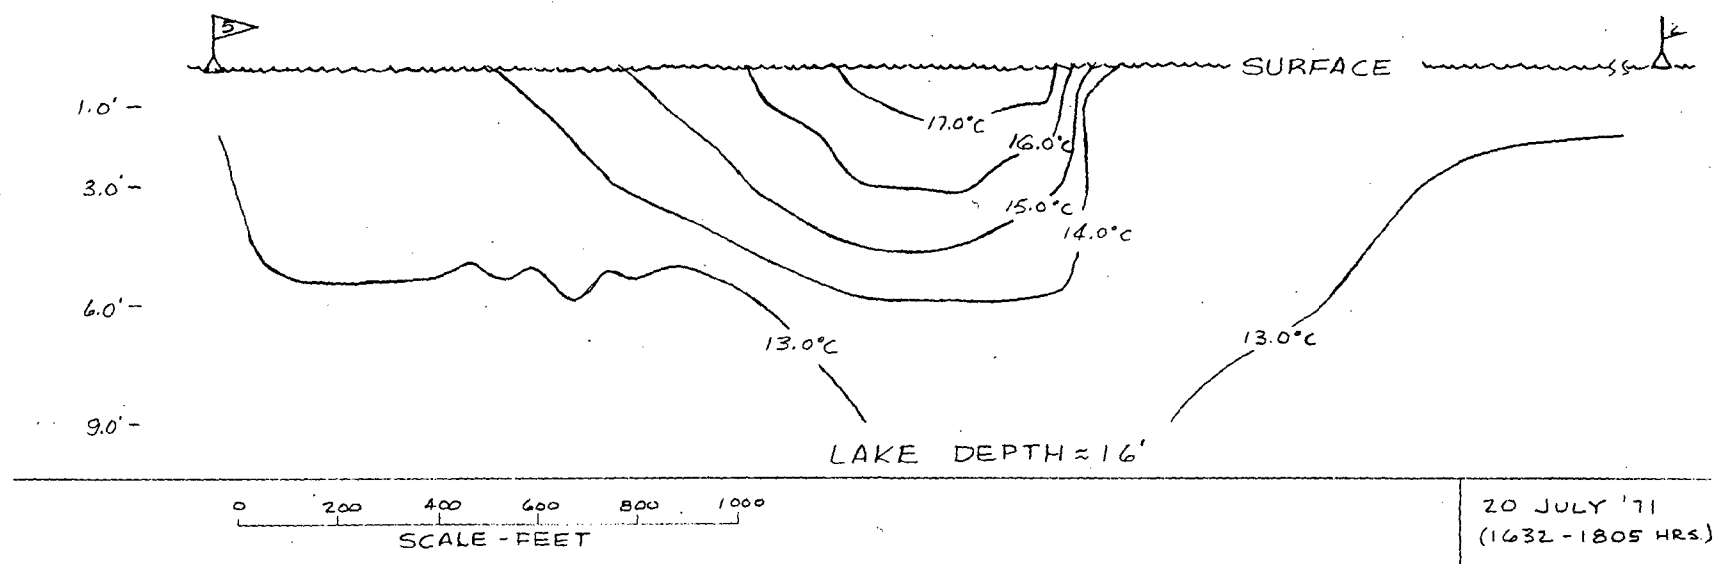 5
SURFACE
1.0'
17.0°C
16.0°C
3.0'
15.0°C
14.0°C
6.0'
13.0°C
13.0°C
9.0'
LAKE DEPTH ≈ 16'
0 200 400 600 800 1000
SCALE - FEET
20 JULY '71
(1632 - 1805 HRS.)